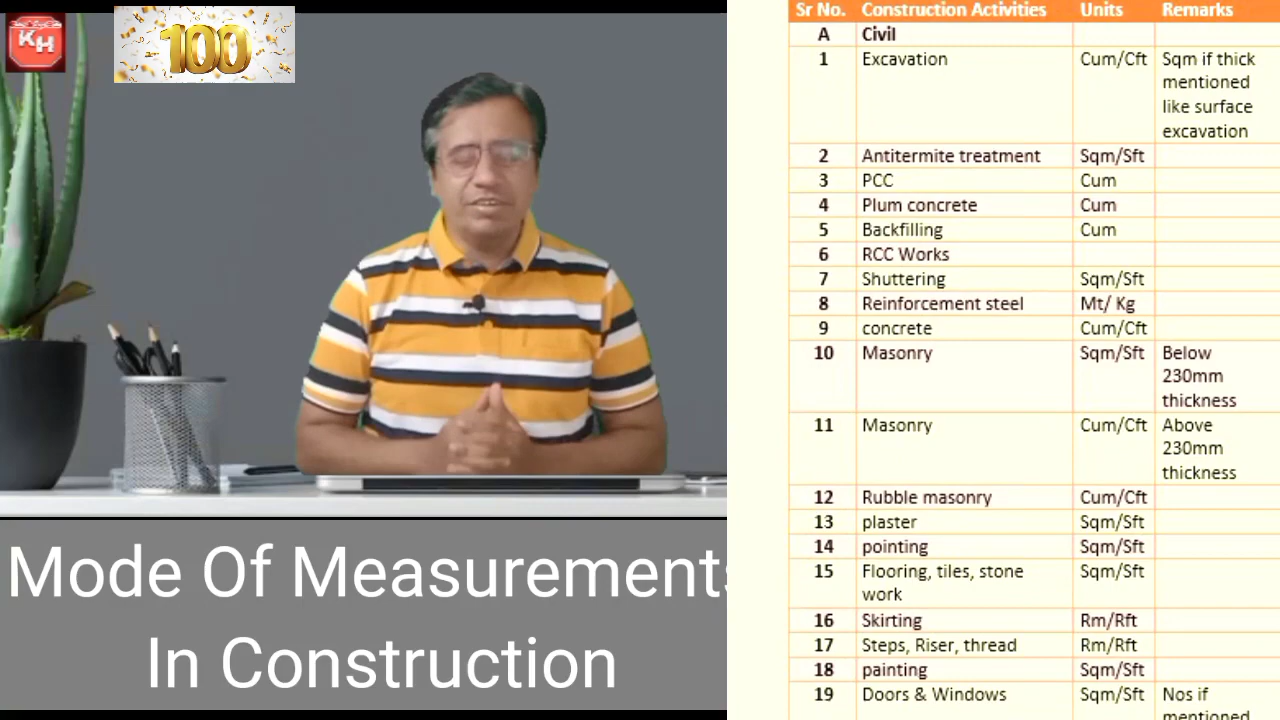 KH
100
Mode Of Measurements
In Construction
Sr No. Construction Activities Units Remarks
A Civil
1 Excavation Cum/Cft Sqm if thick
mentioned
like surface
excavation
2 Antitermite treatment Sqm/Sft
3 PCC Cum
4 Plum concrete Cum
5 Backfilling Cum
6 RCC Works
7 Shuttering Sqm/Sft
8 Reinforcement steel Mt/ Kg
9 concrete Cum/Cft
10 Masonry Sqm/Sft Below
230mm
thickness
11 Masonry Cum/Cft Above
230mm
thickness
12 Rubble masonry Cum/Cft
13 plaster Sqm/Sft
14 pointing Sqm/Sft
15 Flooring, tiles, stone Sqm/Sft
work
16 Skirting Rm/Rft
17 Steps, Riser, thread Rm/Rft
18 painting Sqm/Sft
19 Doors & Windows Sqm/Sft Nos if
mentioned